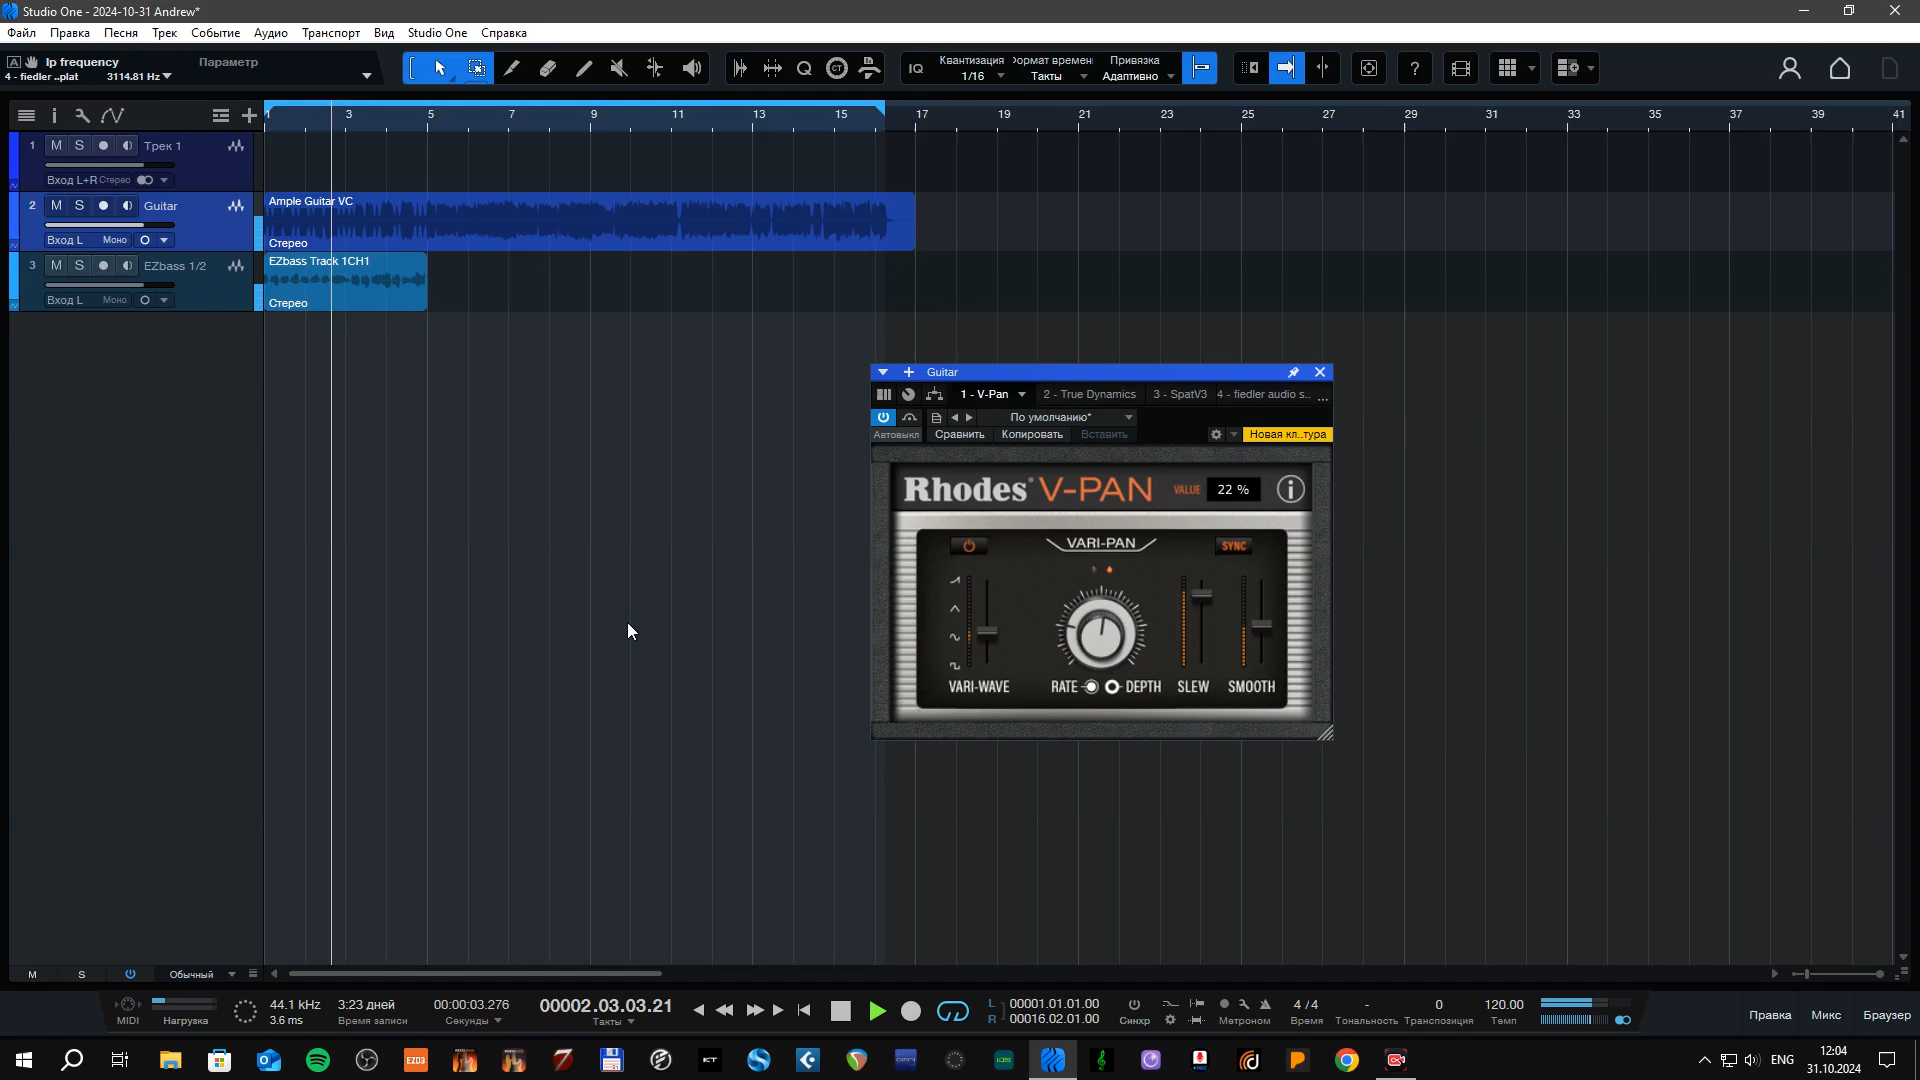 Studio One - 2024-10-31 Andrew*
Файл Правка Песня Трек Событие Аудио Транспорт Вид Studio One Справка
lp frequency Параметр
4 - fiedler ..plat 3114.81 Hz
IQ Квантизация 1/16
Формат времени Такты
Привязка Адаптивно
1 3 5 7 9 11 13 15 17 19 21 23 25 27 29 31 33 35 37 39 41
1 M S Трек 1
Вход L+R Стерео
2 M S Guitar
Вход L Моно
3 M S EZbass 1/2
Вход L Моно
Ample Guitar VC
Стерео
EZbass Track 1CH1
Стерео
Guitar
1 - V-Pan 2 - True Dynamics 3 - SpatV3 4 - fiedler audio s.. ...
По умолчанию*
Автовыкл Сравнить Копировать Вставить Новая кл..тура
Rhodes V-PAN VALUE 22 %
VARI-PAN SYNC
VARI-WAVE RATE DEPTH SLEW SMOOTH
M S Обычный
MIDI
Нагрузка
44.1 kHz
3.6 ms
3:23 дней
Время записи
00:00:03.276
Секунды
00002.03.03.21
Такты
L 00001.01.01.00
R 00016.02.01.00
Синхр
Метроном
4 / 4
Время
-
Тональность
0
Транспозиция
120.00
Темп
Правка Микс Браузер
EZD3
ENG
12:04
31.10.2024